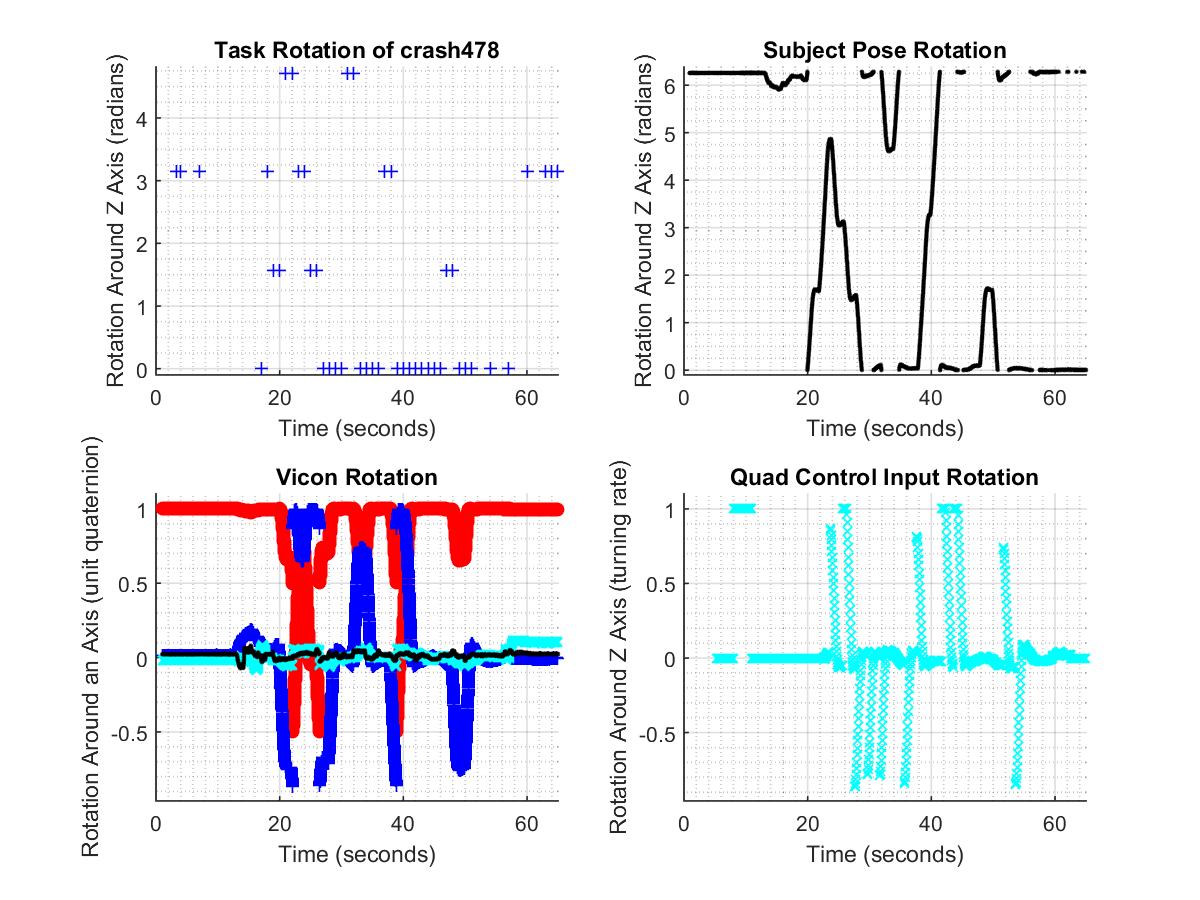 Task Rotation of crash478
Rotation Around Z Axis (radians)
4
3
2
1
0
0 20 40 60
Time (seconds)
Subject Pose Rotation
Rotation Around Z Axis (radians)
6
5
4
3
2
1
0
0 20 40 60
Time (seconds)
Vicon Rotation
Rotation Around an Axis (unit quaternion)
1
0.5
0
-0.5
0 20 40 60
Time (seconds)
Quad Control Input Rotation
Rotation Around Z Axis (turning rate)
1
0.5
0
-0.5
0 20 40 60
Time (seconds)